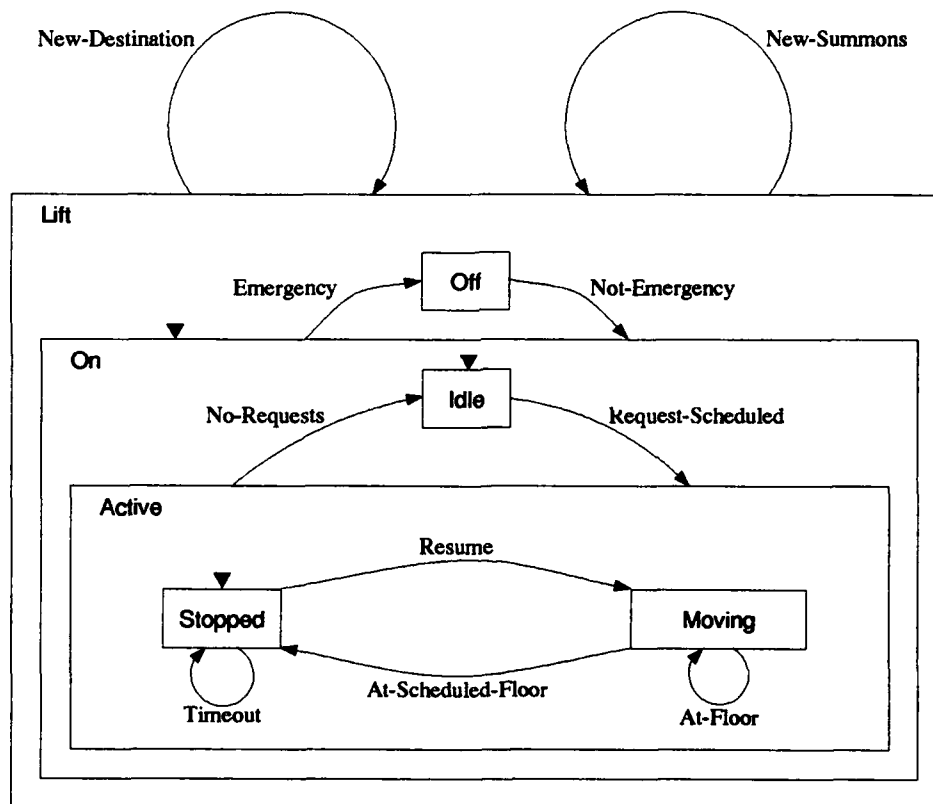 New-Destination
New-Summons
Lift
Emergency
Off
Not-Emergency
On
Idle
No-Requests
Request-Scheduled
Active
Resume
Stopped
Moving
At-Scheduled-Floor
Timeout
At-Floor